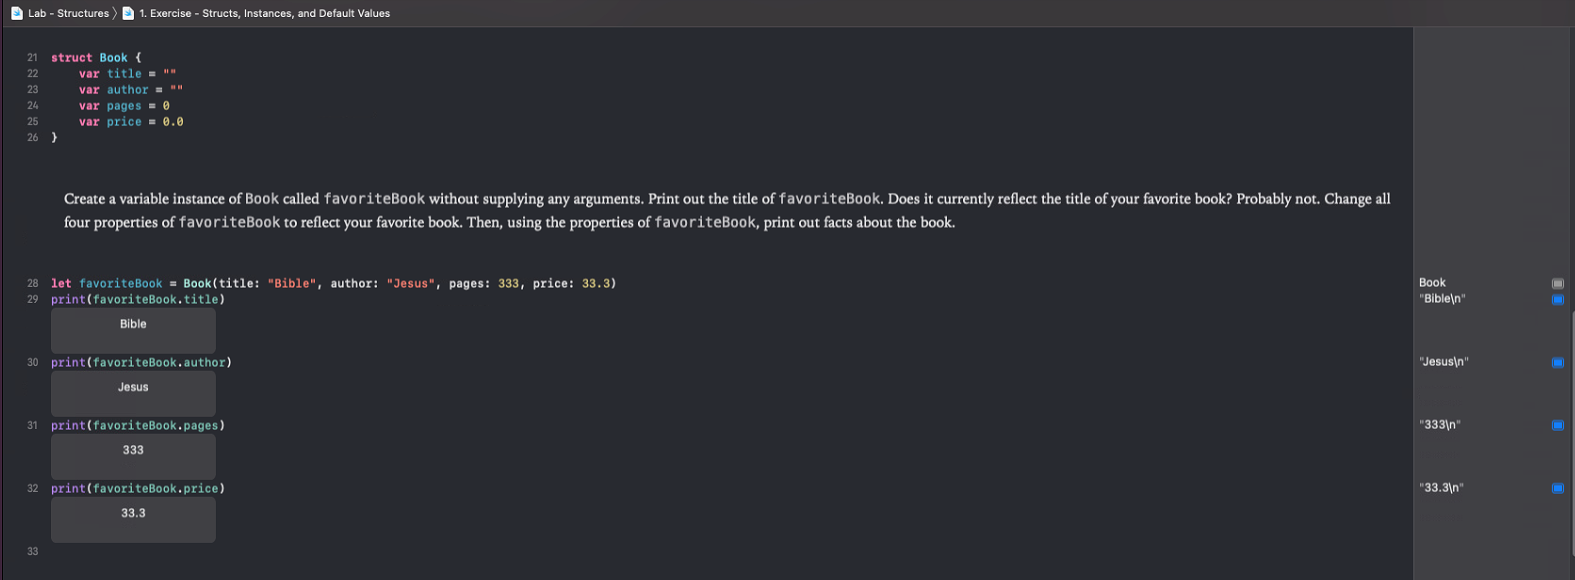 Lab - Structures 〉 1. Exercise - Structs, Instances, and Default Values
21 struct Book {
22     var title = ""
23     var author = ""
24     var pages = 0
25     var price = 0.0
26 }
Create a variable instance of Book called favoriteBook without supplying any arguments. Print out the title of favoriteBook. Does it currently reflect the title of your favorite book? Probably not. Change all
four properties of favoriteBook to reflect your favorite book. Then, using the properties of favoriteBook, print out facts about the book.
28 let favoriteBook = Book(title: "Bible", author: "Jesus", pages: 333, price: 33.3) Book
29 print(favoriteBook.title) "Bible\n"
Bible
30 print(favoriteBook.author) "Jesus\n"
Jesus
31 print(favoriteBook.pages) "333\n"
333
32 print(favoriteBook.price) "33.3\n"
33.3
33